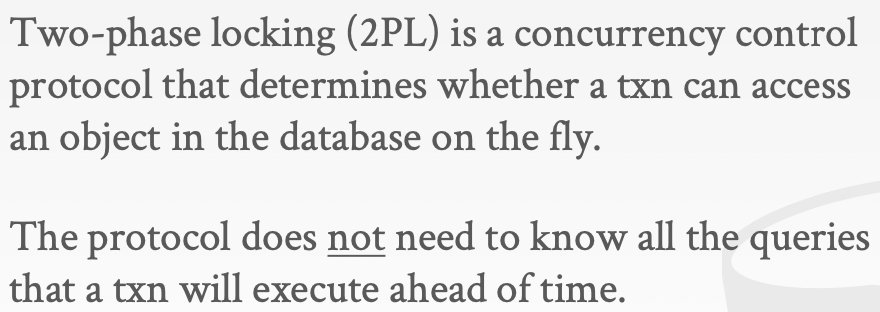 Two-phase locking (2PL) is a concurrency control
protocol that determines whether a txn can access
an object in the database on the fly.
The protocol does not need to know all the queries
that a txn will execute ahead of time.